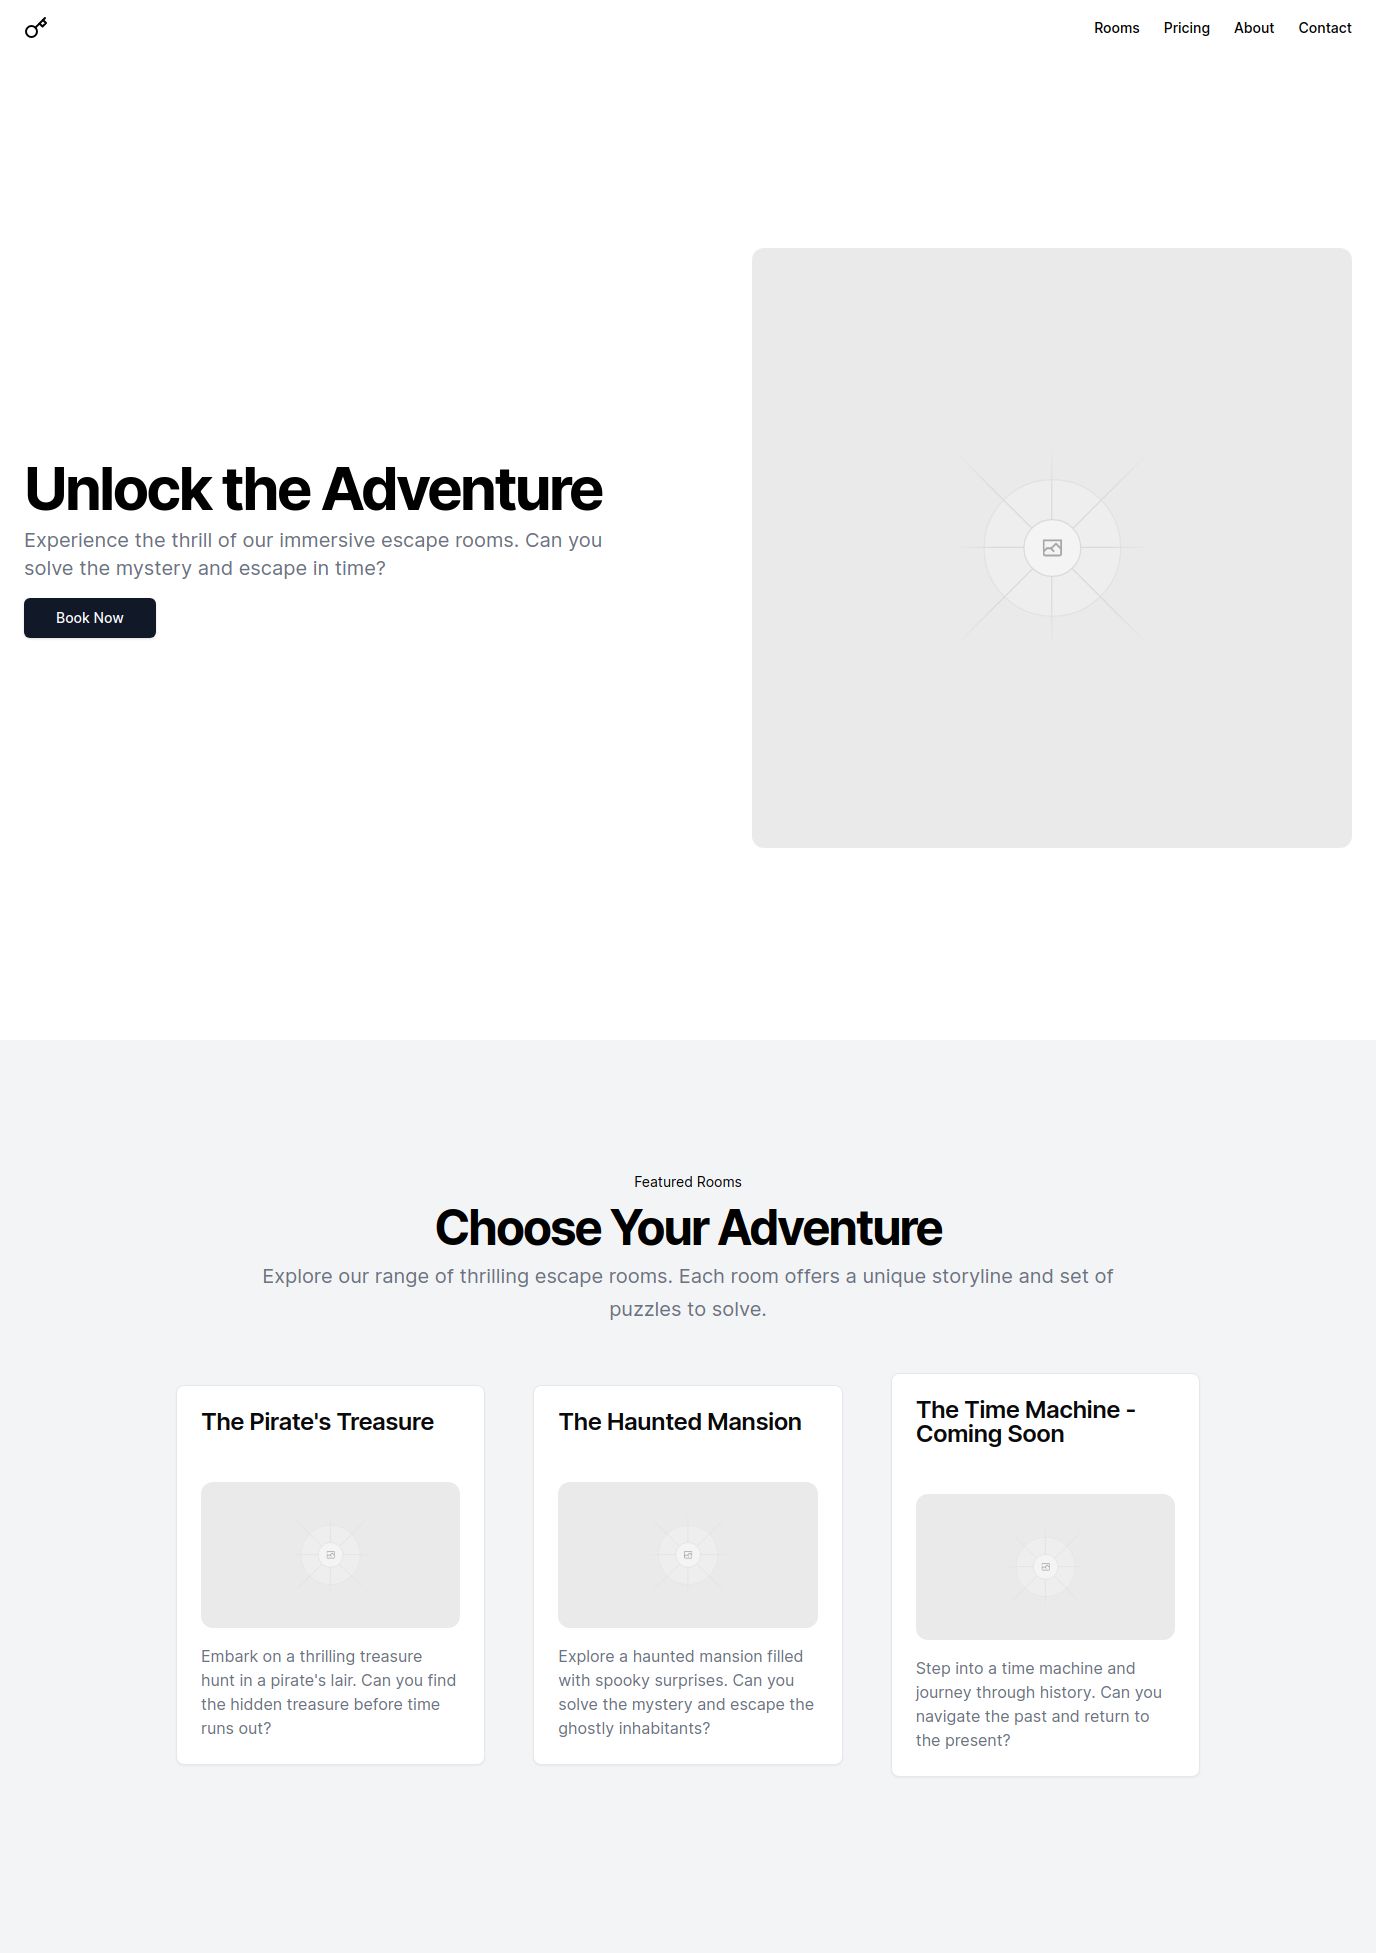 Rooms Pricing About Contact
Unlock the Adventure
Experience the thrill of our immersive escape rooms. Can you
solve the mystery and escape in time?
Book Now
Featured Rooms
Choose Your Adventure
Explore our range of thrilling escape rooms. Each room offers a unique storyline and set of
puzzles to solve.
The Pirate's Treasure
Embark on a thrilling treasure
hunt in a pirate's lair. Can you find
the hidden treasure before time
runs out?
The Haunted Mansion
Explore a haunted mansion filled
with spooky surprises. Can you
solve the mystery and escape the
ghostly inhabitants?
The Time Machine -
Coming Soon
Step into a time machine and
journey through history. Can you
navigate the past and return to
the present?